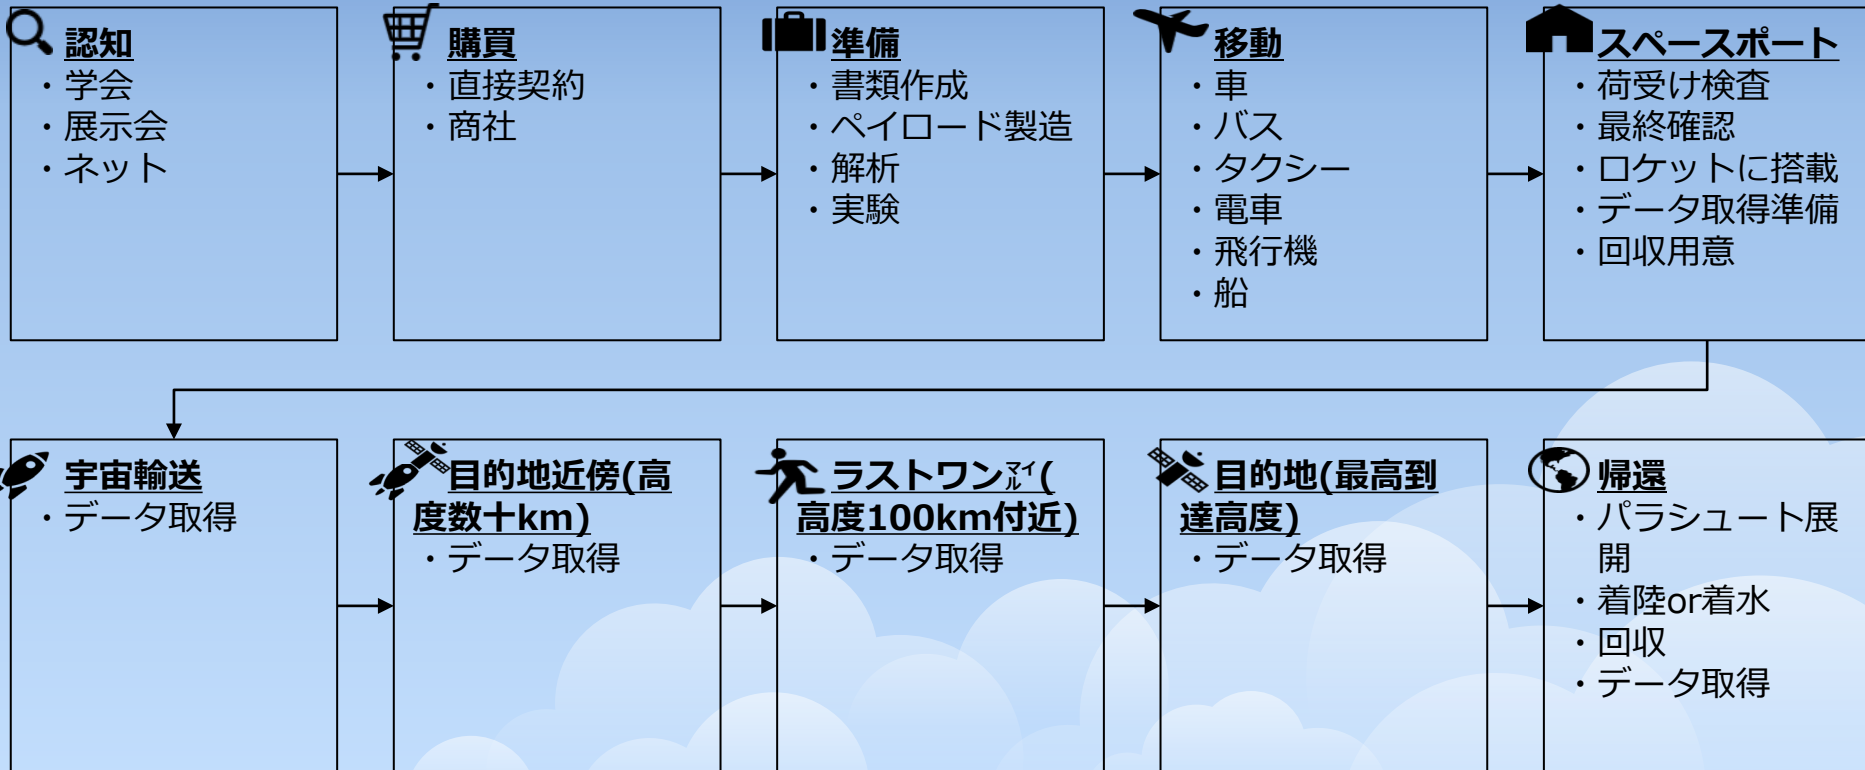 認知
・学会
・展示会
・ネット
購買
・直接契約
・商社
準備
・書類作成
・ペイロード製造
・解析
・実験
移動
・車
・バス
・タクシー
・電車
・飛行機
・船
スペースポート
・荷受け検査
・最終確認
・ロケットに搭載
・データ取得準備
・回収用意
宇宙輸送
・データ取得
目的地近傍(高
度数十km)
・データ取得
ラストワンマイル(
高度100km付近)
・データ取得
目的地(最高到
達高度)
・データ取得
帰還
・パラシュート展
開
・着陸or着水
・回収
・データ取得